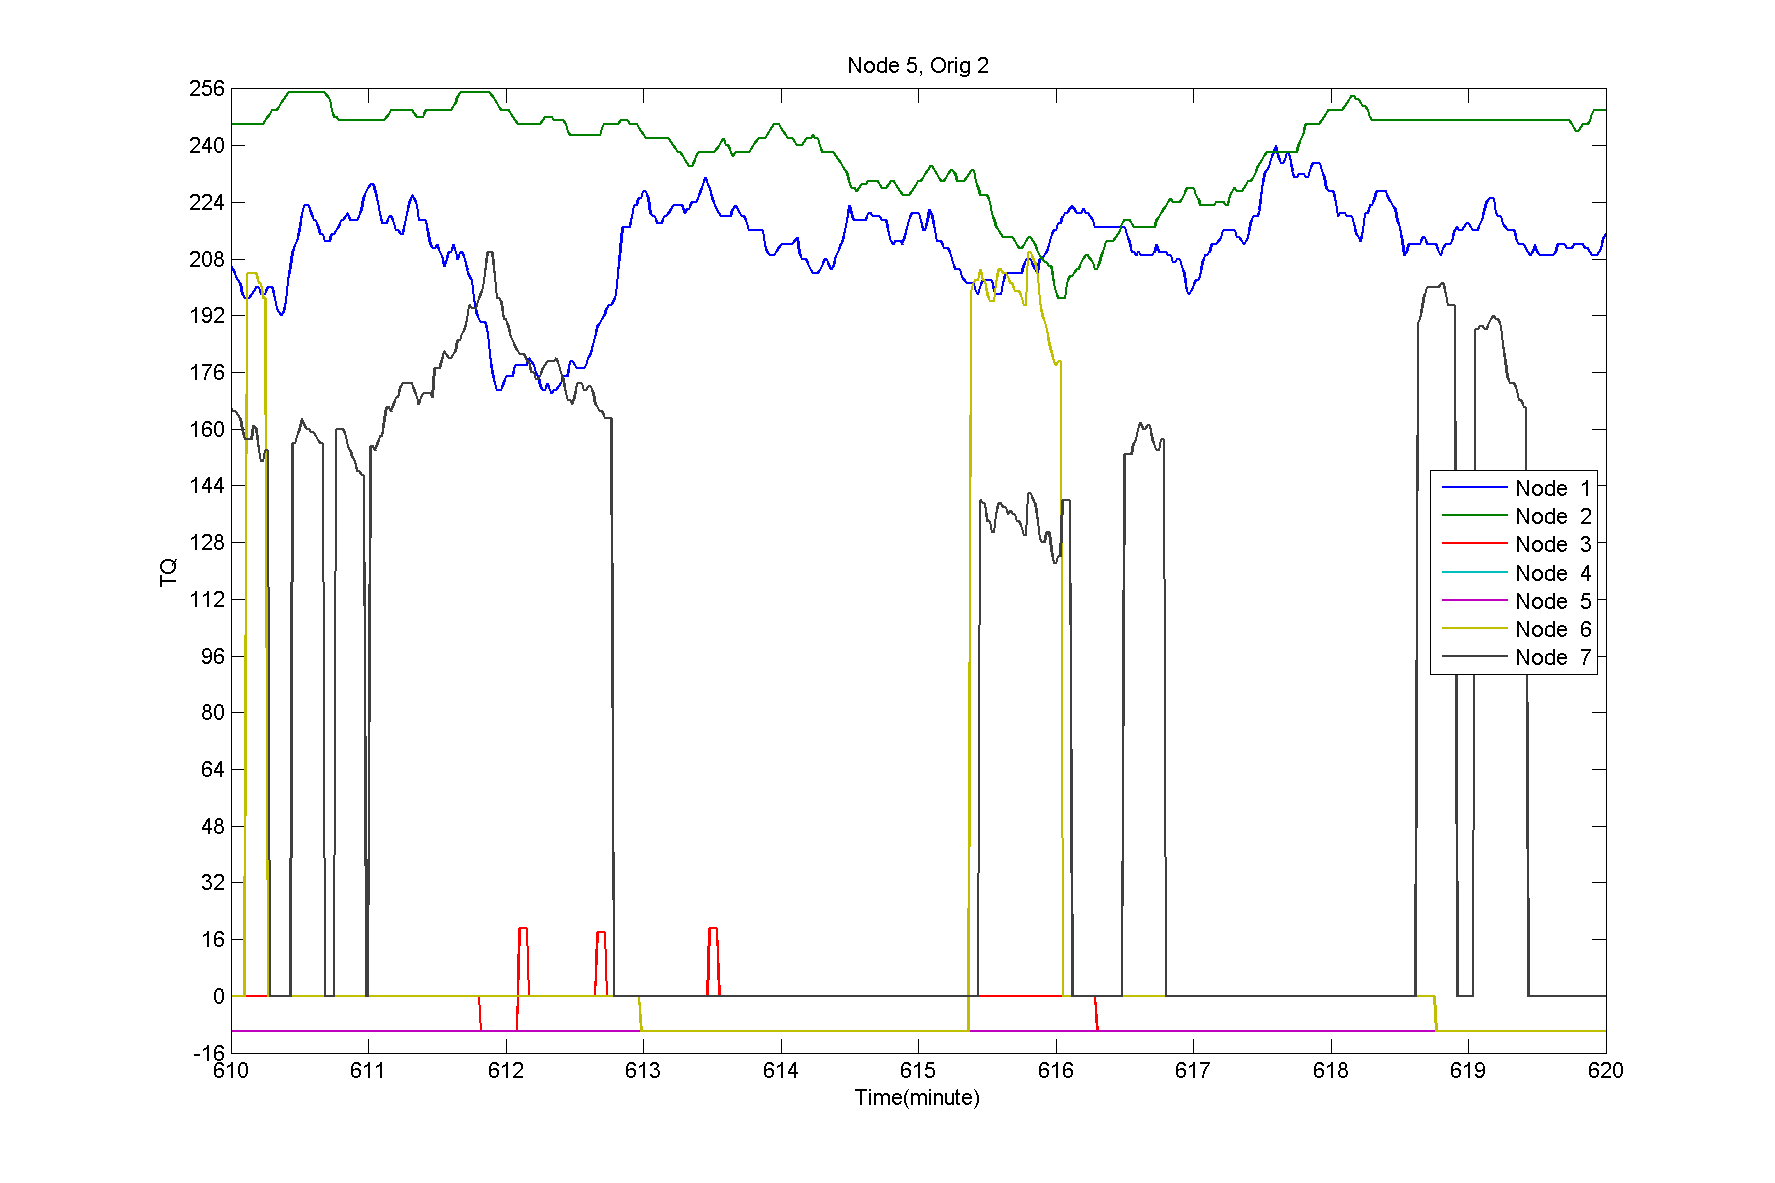 Node 5, Orig 2
256
240
224
208
192
176
160
144
128
112
96
80
64
48
32
16
0
-16
TQ
Node 1
Node 2
Node 3
Node 4
Node 5
Node 6
Node 7
610 611 612 613 614 615 616 617 618 619 620
Time(minute)